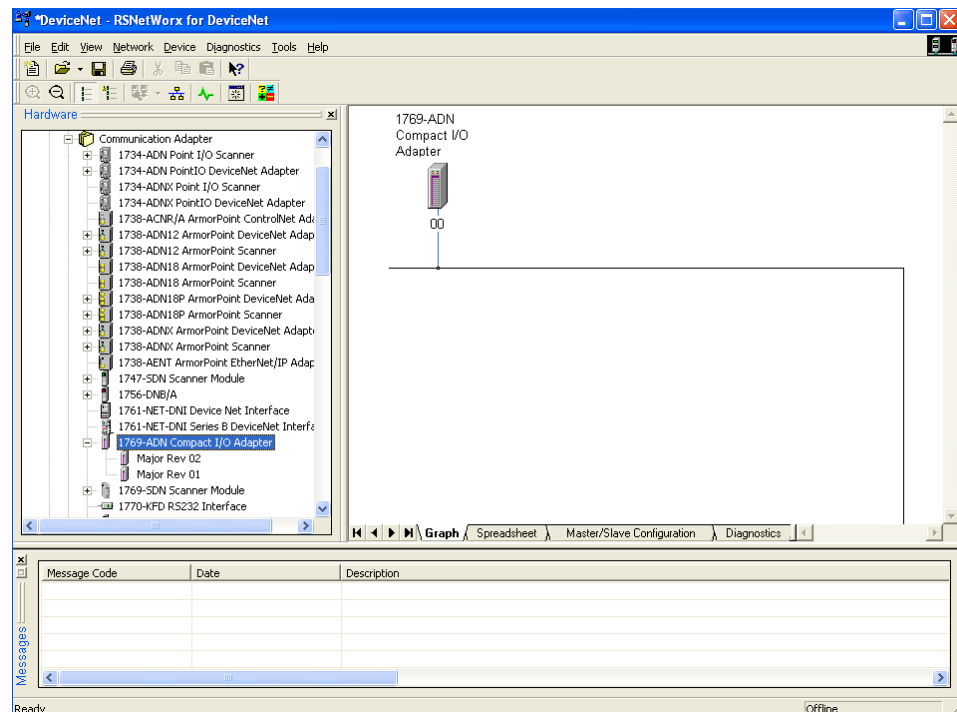 *DeviceNet - RSNetWorx for DeviceNet
File Edit View Network Device Diagnostics Tools Help
Hardware
Communication Adapter
1734-ADN Point I/O Scanner
1734-ADN PointIO DeviceNet Adapter
1734-ADNX Point I/O Scanner
1734-ADNX PointIO DeviceNet Adapter
1738-ACNR/A ArmorPoint ControlNet Ada
1738-ADN12 ArmorPoint DeviceNet Adap
1738-ADN12 ArmorPoint Scanner
1738-ADN18 ArmorPoint DeviceNet Adap
1738-ADN18 ArmorPoint Scanner
1738-ADN18P ArmorPoint DeviceNet Ada
1738-ADN18P ArmorPoint Scanner
1738-ADNX ArmorPoint DeviceNet Adapt
1738-ADNX ArmorPoint Scanner
1738-AENT ArmorPoint EtherNet/IP Adap
1747-SDN Scanner Module
1756-DNB/A
1761-NET-DNI Device Net Interface
1761-NET-DNI Series B DeviceNet Interfa
1769-ADN Compact I/O Adapter
Major Rev 02
Major Rev 01
1769-SDN Scanner Module
1770-KFD RS232 Interface
1769-ADN
Compact I/O
Adapter
00
Graph Spreadsheet Master/Slave Configuration Diagnostics
Messages
Message Code Date Description
Ready Offline